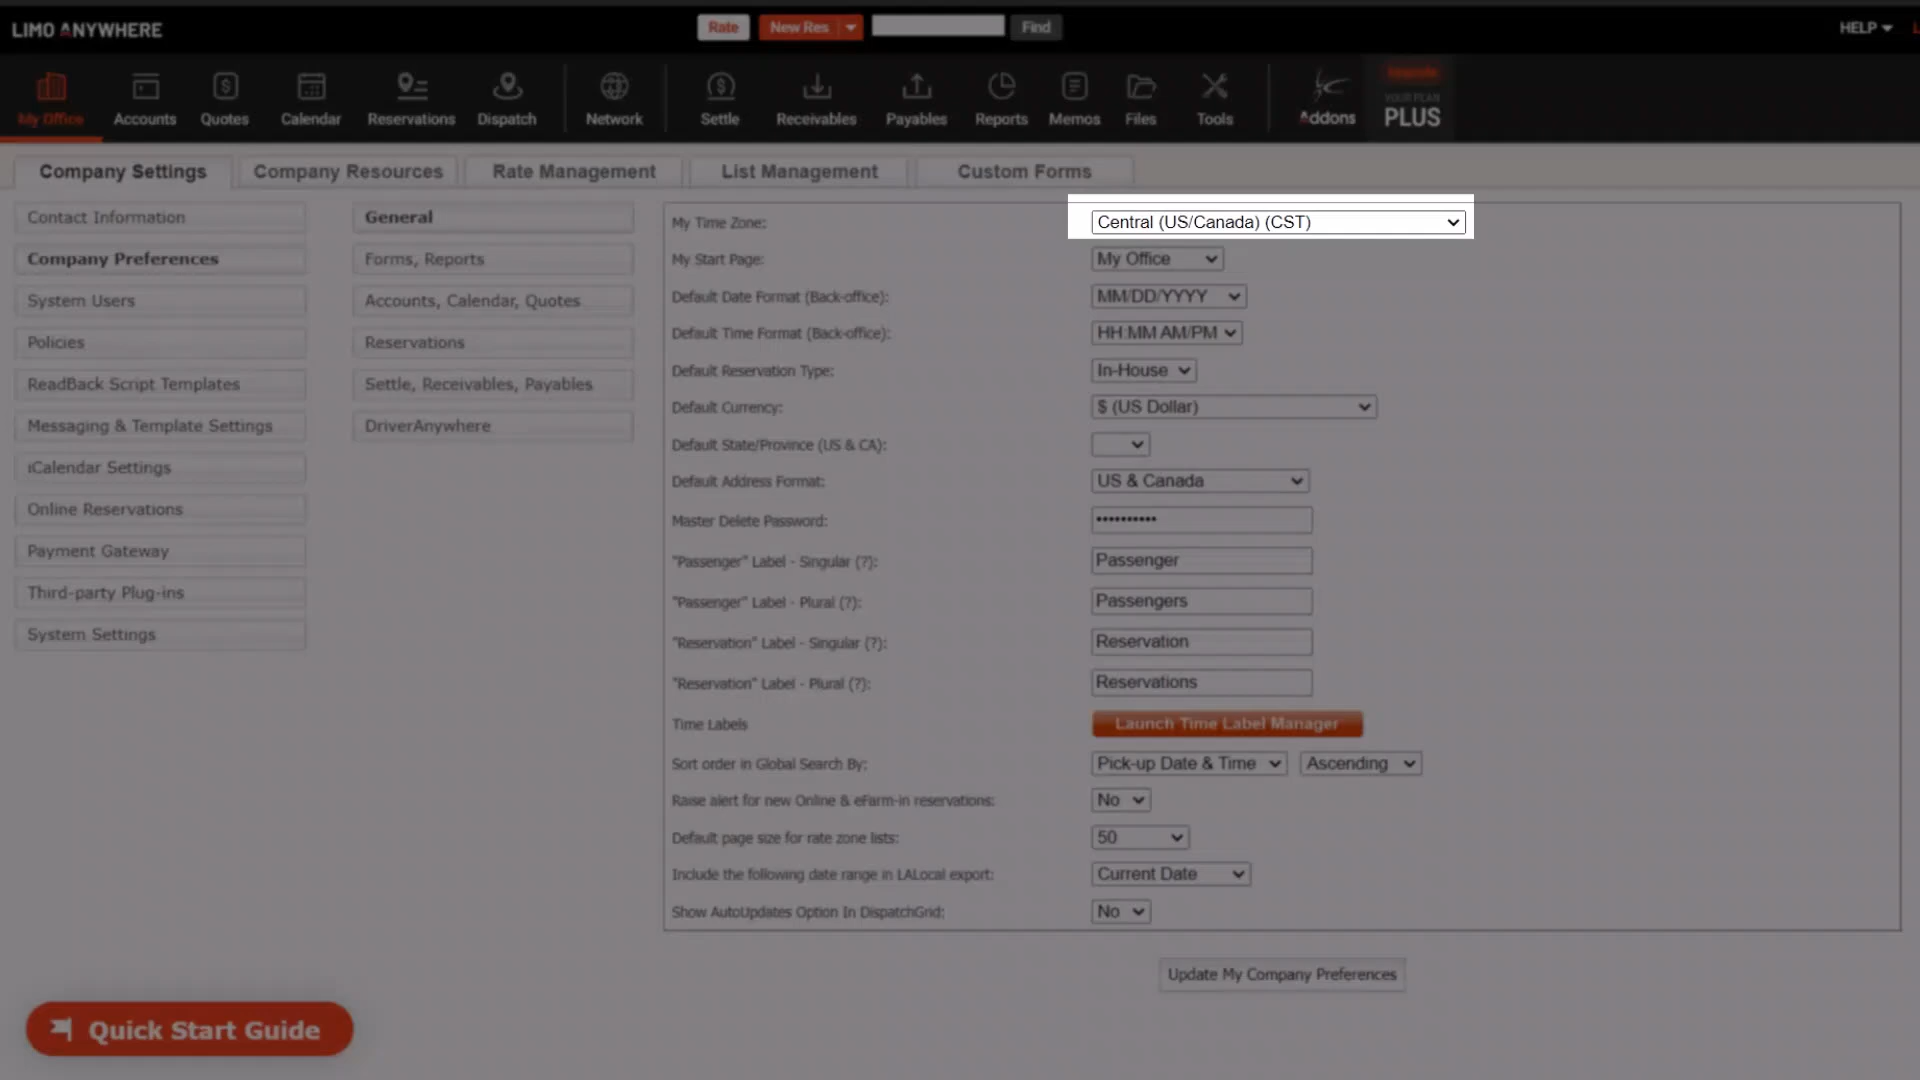 LIMO ANYWHERE
Rate
New Res
Find
HELP
My Office
Accounts
Quotes
Calendar
Reservations
Dispatch
Network
Settle
Receivables
Payables
Reports
Memos
Files
Tools
Addons
Upgrade
YOUR PLAN
PLUS
Company Settings
Company Resources
Rate Management
List Management
Custom Forms
Contact Information
Company Preferences
System Users
Policies
ReadBack Script Templates
Messaging & Template Settings
iCalendar Settings
Online Reservations
Payment Gateway
Third-party Plug-ins
System Settings
General
Forms, Reports
Accounts, Calendar, Quotes
Reservations
Settle, Receivables, Payables
DriverAnywhere
My Time Zone: Central (US/Canada) (CST)
My Start Page: My Office
Default Date Format (Back-office): MM/DD/YYYY
Default Time Format (Back-office): HH:MM AM/PM
Default Reservation Type: In-House
Default Currency: $ (US Dollar)
Default State/Province (US & CA):
Default Address Format: US & Canada
Master Delete Password: ••••••••••
"Passenger" Label - Singular (?): Passenger
"Passenger" Label - Plural (?): Passengers
"Reservation" Label - Singular (?): Reservation
"Reservation" Label - Plural (?): Reservations
Time Labels Launch Time Label Manager
Sort order in Global Search By: Pick-up Date & Time Ascending
Raise alert for new Online & eFarm-in reservations: No
Default page size for rate zone lists: 50
Include the following date range in LALocal export: Current Date
Show AutoUpdates Option In DispatchGrid: No
Update My Company Preferences
Quick Start Guide